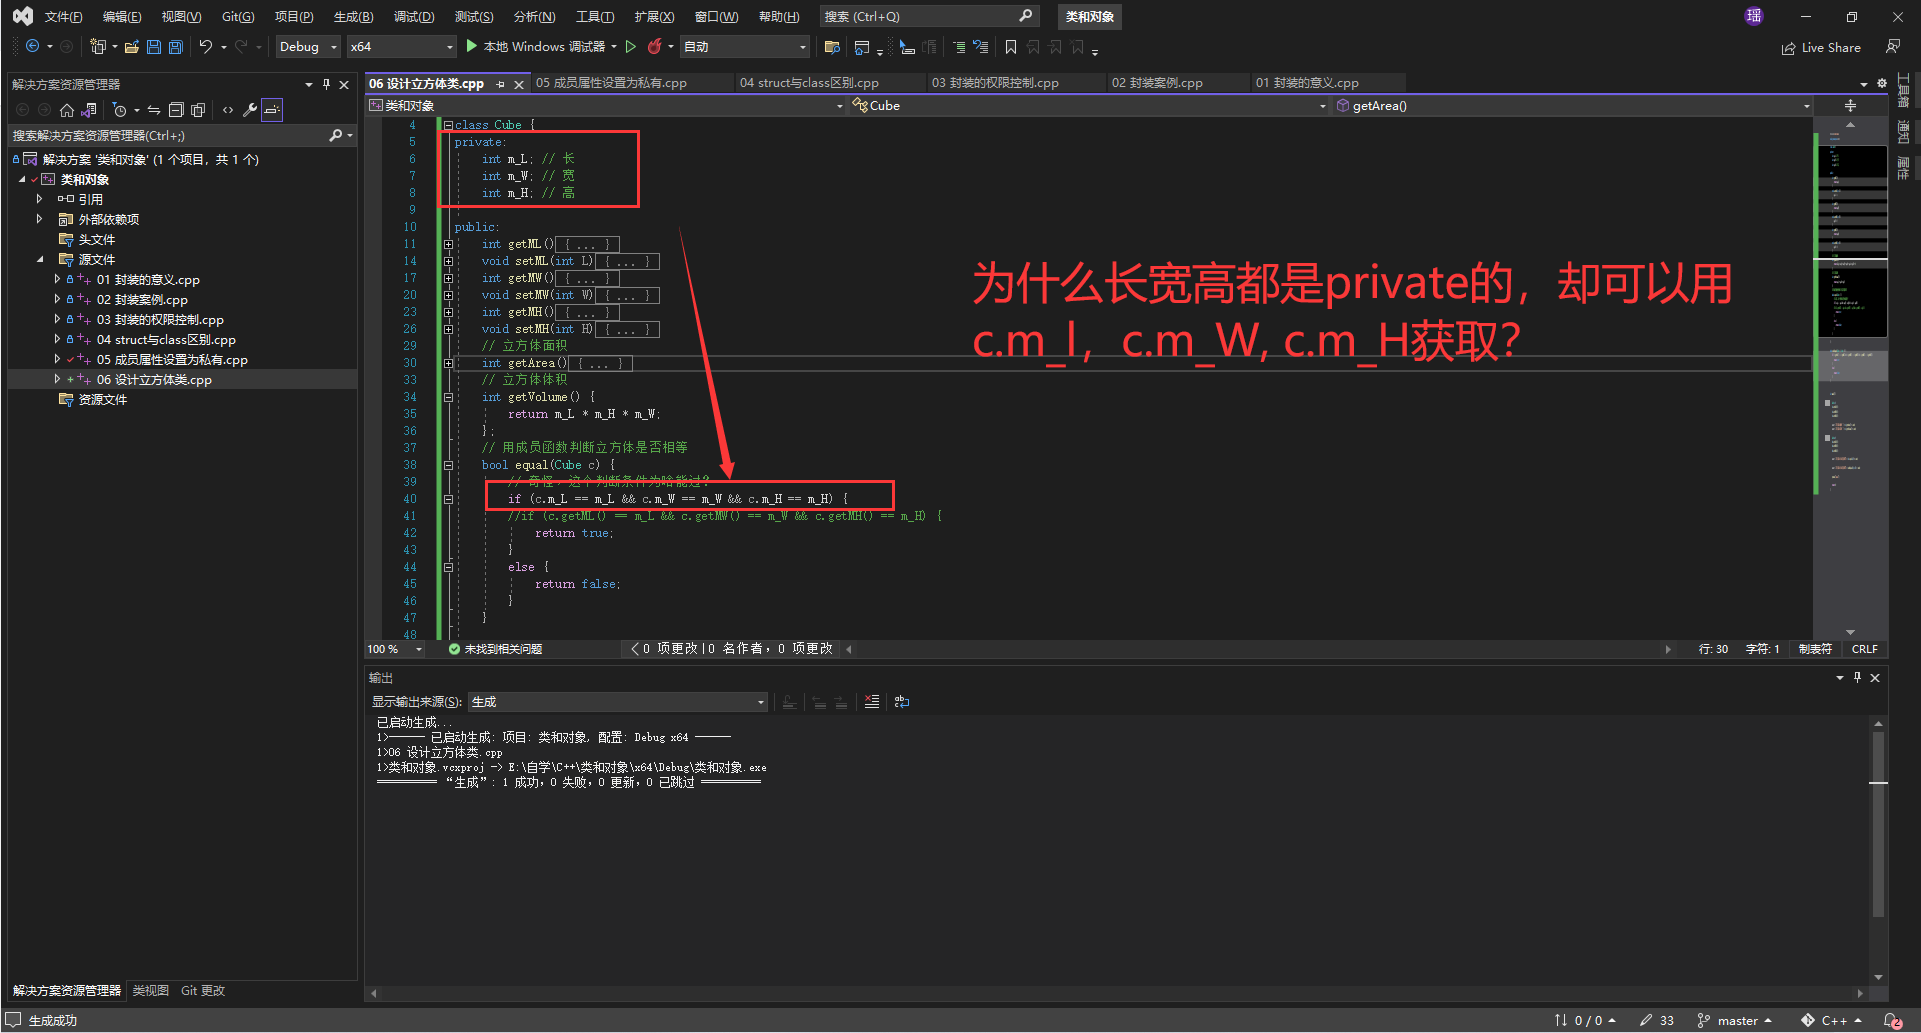 文件(F) 编辑(E) 视图(V) Git(G) 项目(P) 生成(B) 调试(D) 测试(S) 分析(N) 工具(T) 扩展(X) 窗口(W) 帮助(H) 搜索 (Ctrl+Q) 类和对象 瑶
Debug x64 本地 Windows 调试器 自动 Live Share
解决方案资源管理器
搜索解决方案资源管理器(Ctrl+;)
解决方案 '类和对象' (1 个项目，共 1 个)
类和对象
引用
外部依赖项
头文件
源文件
01 封装的意义.cpp
02 封装案例.cpp
03 封装的权限控制.cpp
04 struct与class区别.cpp
05 成员属性设置为私有.cpp
06 设计立方体类.cpp
资源文件
解决方案资源管理器 类视图 Git 更改
06 设计立方体类.cpp 05 成员属性设置为私有.cpp 04 struct与class区别.cpp 03 封装的权限控制.cpp 02 封装案例.cpp 01 封装的意义.cpp
类和对象 Cube getArea()
4 class Cube {
5 private:
6 int m_L; // 长
7 int m_W; // 宽
8 int m_H; // 高
9
10 public:
11 int getML(){ ... }
14 void setML(int L){ ... }
17 int getMW(){ ... }
20 void setMW(int W){ ... }
23 int getMH(){ ... }
26 void setMH(int H){ ... }
29 // 立方体面积
30 int getArea(){ ... }
33 // 立方体体积
34 int getVolume() {
35 return m_L * m_H * m_W;
36 };
37 // 用成员函数判断立方体是否相等
38 bool equal(Cube c) {
39 // 奇怪，这个判断条件为啥能过?
40 if (c.m_L == m_L && c.m_W == m_W && c.m_H == m_H) {
41 //if (c.getML() == m_L && c.getMW() == m_W && c.getMH() == m_H) {
42 return true;
43 }
44 else {
45 return false;
46 }
47 }
48
为什么长宽高都是private的，却可以用
c.m_l，c.m_W, c.m_H获取?
工具箱
通知
属性
100 % 未找到相关问题 0 项更改 | 0 名作者，0 项更改 行: 30 字符: 1 制表符 CRLF
输出
显示输出来源(S): 生成
已启动生成...
1>------ 已启动生成: 项目: 类和对象, 配置: Debug x64 ------
1>06 设计立方体类.cpp
1>类和对象.vcxproj -> E:\自学\C++\类和对象\x64\Debug\类和对象.exe
========== “生成”: 1 成功，0 失败，0 更新，0 已跳过 ==========
生成成功 0 / 0 33 master C++ 2